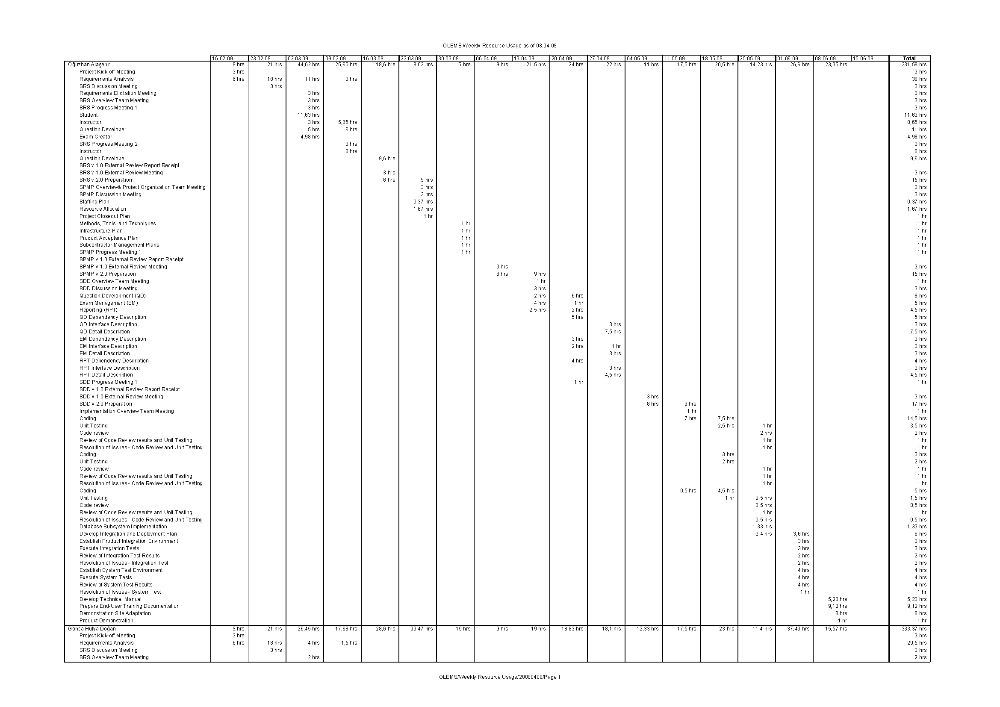 OLEMS Weekly Resource Usage as of 08.04.09
16.02.09 23.02.09 02.03.09 09.03.09 16.03.09 23.03.09 30.03.09 06.04.09 13.04.09 20.04.09 27.04.09 04.05.09 11.05.09 18.05.09 25.05.09 01.06.09 08.06.09 15.06.09 Total
Oğuzhan Alaşehir 9 hrs 21 hrs 44,62 hrs 25,65 hrs 18,6 hrs 18,03 hrs 5 hrs 9 hrs 21,5 hrs 24 hrs 22 hrs 11 hrs 17,5 hrs 20,5 hrs 14,23 hrs 26,6 hrs 23,35 hrs 331,58 hrs
Project Kick-off Meeting 3 hrs 3 hrs
Requirements Analysis 6 hrs 18 hrs 11 hrs 3 hrs 38 hrs
SRS Discussion Meeting 3 hrs 3 hrs
Requirements Elicitation Meeting 3 hrs 3 hrs
SRS Overview Team Meeting 3 hrs 3 hrs
SRS Progress Meeting 1 3 hrs 3 hrs
Student 11,63 hrs 11,63 hrs
Instructor 3 hrs 5,65 hrs 8,65 hrs
Question Developer 5 hrs 6 hrs 11 hrs
Exam Creator 4,98 hrs 4,98 hrs
SRS Progress Meeting 2 3 hrs 3 hrs
Instructor 8 hrs 8 hrs
Question Developer 9,6 hrs 9,6 hrs
SRS v.1.0 External Review Report Receipt
SRS v.1.0 External Review Meeting 3 hrs 3 hrs
SRS v.2.0 Preparation 6 hrs 9 hrs 15 hrs
SPMP Overview& Project Organization Team Meeting 3 hrs 3 hrs
SPMP Discussion Meeting 3 hrs 3 hrs
Staffing Plan 0,37 hrs 0,37 hrs
Resource Allocation 1,67 hrs 1,67 hrs
Project Closeout Plan 1 hr 1 hr
Methods, Tools, and Techniques 1 hr 1 hr
Infrastructure Plan 1 hr 1 hr
Product Acceptance Plan 1 hr 1 hr
Subcontractor Management Plans 1 hr 1 hr
SPMP Progress Meeting 1 1 hr 1 hr
SPMP v.1.0 External Review Report Receipt
SPMP v.1.0 External Review Meeting 3 hrs 3 hrs
SPMP v.2.0 Preparation 6 hrs 9 hrs 15 hrs
SDD Overview Team Meeting 1 hr 1 hr
SDD Discussion Meeting 3 hrs 3 hrs
Question Development (QD) 2 hrs 6 hrs 8 hrs
Exam Management (EM) 4 hrs 1 hr 5 hrs
Reporting (RPT) 2,5 hrs 2 hrs 4,5 hrs
QD Dependency Description 5 hrs 5 hrs
QD Interface Description 3 hrs 3 hrs
QD Detail Description 7,5 hrs 7,5 hrs
EM Dependency Description 3 hrs 3 hrs
EM Interface Description 2 hrs 1 hr 3 hrs
EM Detail Description 3 hrs 3 hrs
RPT Dependency Description 4 hrs 4 hrs
RPT Interface Description 3 hrs 3 hrs
RPT Detail Description 4,5 hrs 4,5 hrs
SDD Progress Meeting 1 1 hr 1 hr
SDD v.1.0 External Review Report Receipt
SDD v.1.0 External Review Meeting 3 hrs 3 hrs
SDD v.2.0 Preparation 8 hrs 9 hrs 17 hrs
Implementation Overview Team Meeting 1 hr 1 hr
Coding 7 hrs 7,5 hrs 14,5 hrs
Unit Testing 2,5 hrs 1 hr 3,5 hrs
Code review 2 hrs 2 hrs
Review of Code Review results and Unit Testing 1 hr 1 hr
Resolution of Issues - Code Review and Unit Testing 1 hr 1 hr
Coding 3 hrs 3 hrs
Unit Testing 2 hrs 2 hrs
Code review 1 hr 1 hr
Review of Code Review results and Unit Testing 1 hr 1 hr
Resolution of Issues - Code Review and Unit Testing 1 hr 1 hr
Coding 0,5 hrs 4,5 hrs 5 hrs
Unit Testing 1 hr 0,5 hrs 1,5 hrs
Code review 0,5 hrs 0,5 hrs
Review of Code Review results and Unit Testing 1 hr 1 hr
Resolution of Issues - Code Review and Unit Testing 0,5 hrs 0,5 hrs
Database Subsystem Implementation 1,33 hrs 1,33 hrs
Develop Integration and Deployment Plan 2,4 hrs 3,6 hrs 6 hrs
Establish Product Integration Environment 3 hrs 3 hrs
Execute Integration Tests 3 hrs 3 hrs
Review of Integration Test Results 2 hrs 2 hrs
Resolution of Issues - Integration Test 2 hrs 2 hrs
Establish System Test Environment 4 hrs 4 hrs
Execute System Tests 4 hrs 4 hrs
Review of System Test Results 4 hrs 4 hrs
Resolution of Issues - System Test 1 hr 1 hr
Develop Technical Manual 5,23 hrs 5,23 hrs
Prepare End-User Training Documentation 9,12 hrs 9,12 hrs
Demonstration Site Adaptation 8 hrs 8 hrs
Product Demonstration 1 hr 1 hr
Gonca Hülya Doğan 9 hrs 21 hrs 26,45 hrs 17,68 hrs 28,6 hrs 33,47 hrs 15 hrs 9 hrs 19 hrs 18,83 hrs 18,1 hrs 12,33 hrs 17,5 hrs 23 hrs 11,4 hrs 37,43 hrs 15,57 hrs 333,37 hrs
Project Kick-off Meeting 3 hrs 3 hrs
Requirements Analysis 6 hrs 18 hrs 4 hrs 1,5 hrs 29,5 hrs
SRS Discussion Meeting 3 hrs 3 hrs
SRS Overview Team Meeting 2 hrs 2 hrs
OLEMS/Weekly Resource Usage/20090408/Page 1